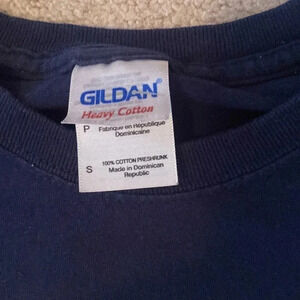 GILDAN
Heavy Cotton
P
Fabriqué en République
Dominicaine
S
100% COTTON PRESHRUNK
Made in Dominican
Republic